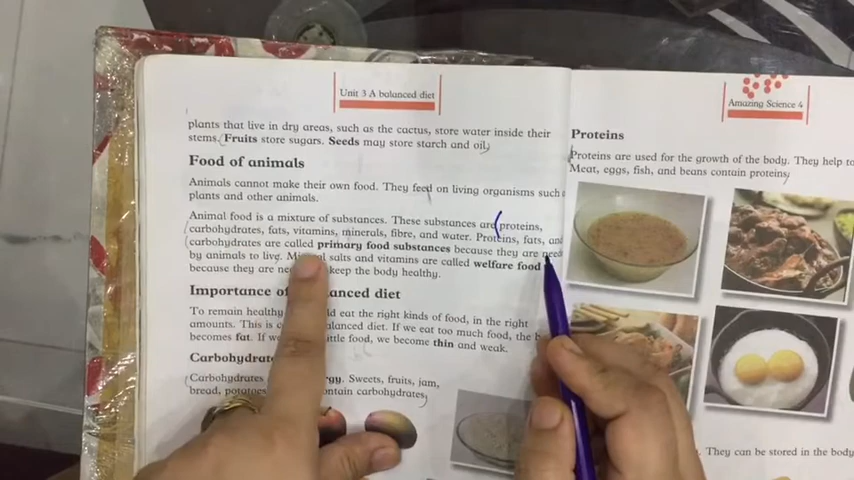 Unit 3 A balanced diet
plants that live in dry areas, such as the cactus, store water inside their
stems. Fruits store sugars. Seeds may store starch and oil.
Food of animals
Animals cannot make their own food. They feed on living organisms such
plants and other animals.
Animal food is a mixture of substances. These substances are proteins,
carbohydrates, fats, vitamins, minerals, fibre, and water. Proteins, fats, and
carbohydrates are called primary food substances because they are need
by animals to live. salts and vitamins are called welfare food
because they are keep the body healthy.
Importance of diet
To remain healthy eat the right kinds of food, in the right
amounts. This is balanced diet. If we eat too much food, the
becomes fat. If little food, we become thin and weak.
Carbohydrat
Carbohydrates Sweets, fruits, jam,
bread, potatoes contain carbohydrates.
Amazing Science 4
Proteins
Proteins are used for the growth of the body. They help to
Meat, eggs, fish, and beans contain proteins.
They can be stored in the body